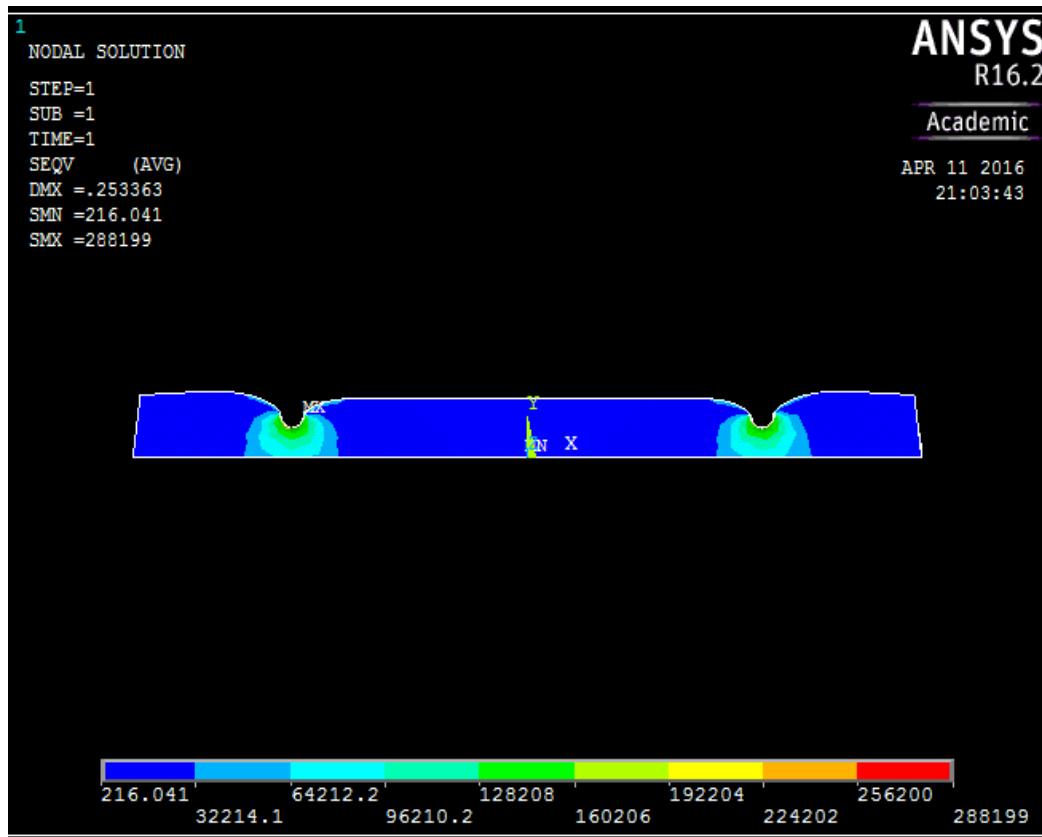 1
NODAL SOLUTION
STEP=1
SUB =1
TIME=1
SEQV     (AVG)
DMX =.253363
SMN =216.041
SMX =288199
ANSYS
R16.2
Academic
APR 11 2016
21:03:43
MX
Y
X
216.041
32214.1
64212.2
96210.2
128208
160206
192204
224202
256200
288199